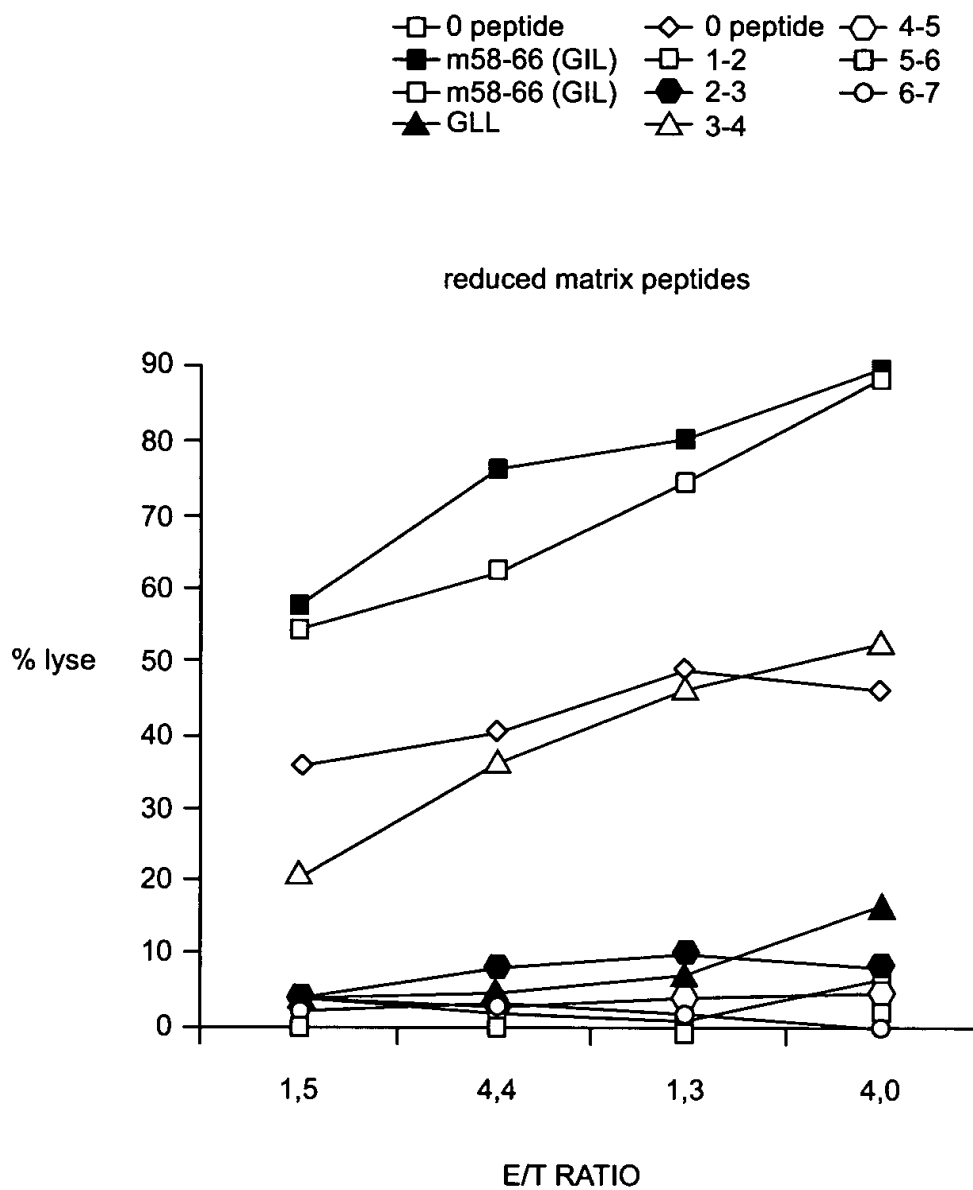 0 peptide
m58-66 (GIL)
m58-66 (GIL)
GLL
0 peptide
1-2
2-3
3-4
4-5
5-6
6-7
reduced matrix peptides
90
80
70
60
50
40
30
20
10
0
% lyse
1,5 4,4 1,3 4,0
E/T RATIO